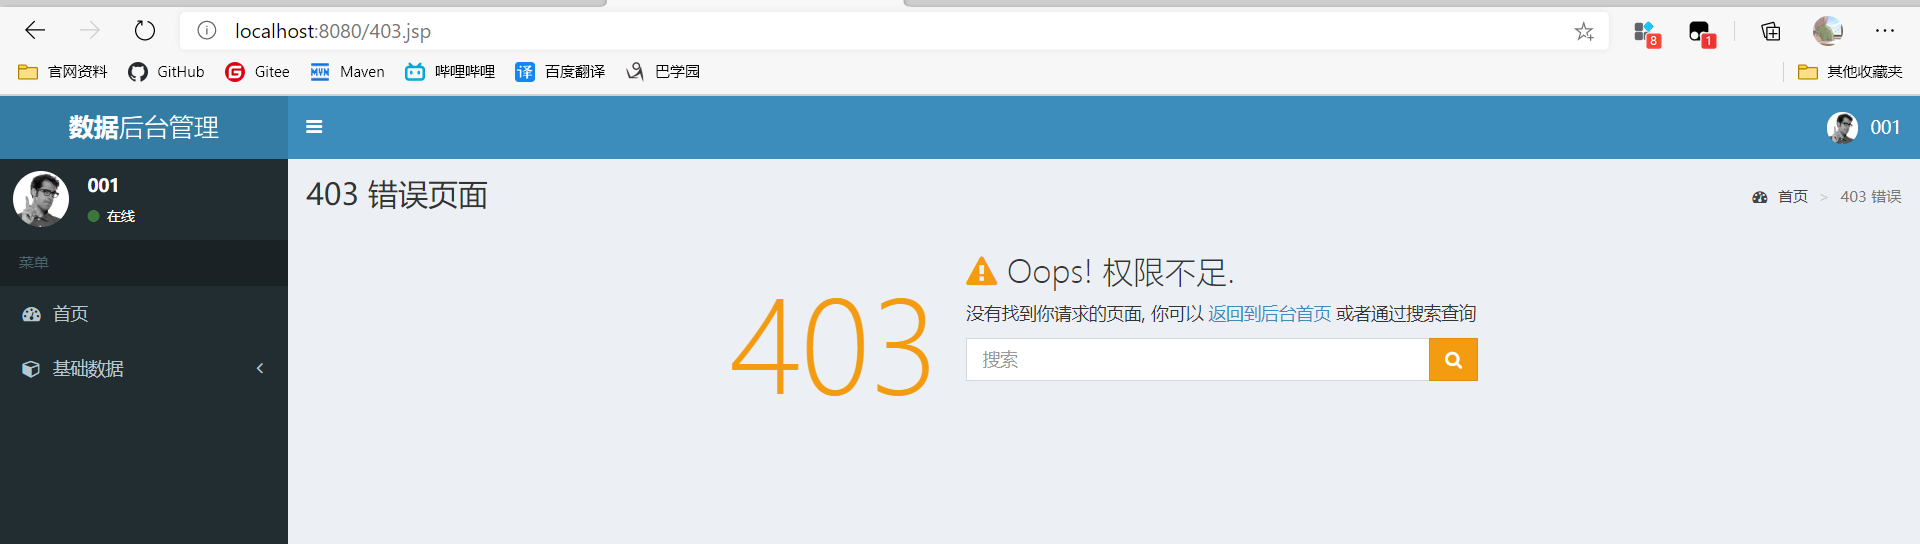 localhost:8080/403.jsp
8
1
官网资料 GitHub Gitee Maven 哔哩哔哩 百度翻译 巴学园 其他收藏夹
数据后台管理
001
001
在线
403 错误页面
首页 > 403 错误
菜单
首页
基础数据
403
Oops! 权限不足.
没有找到你请求的页面, 你可以 返回到后台首页 或者通过搜索查询
搜索